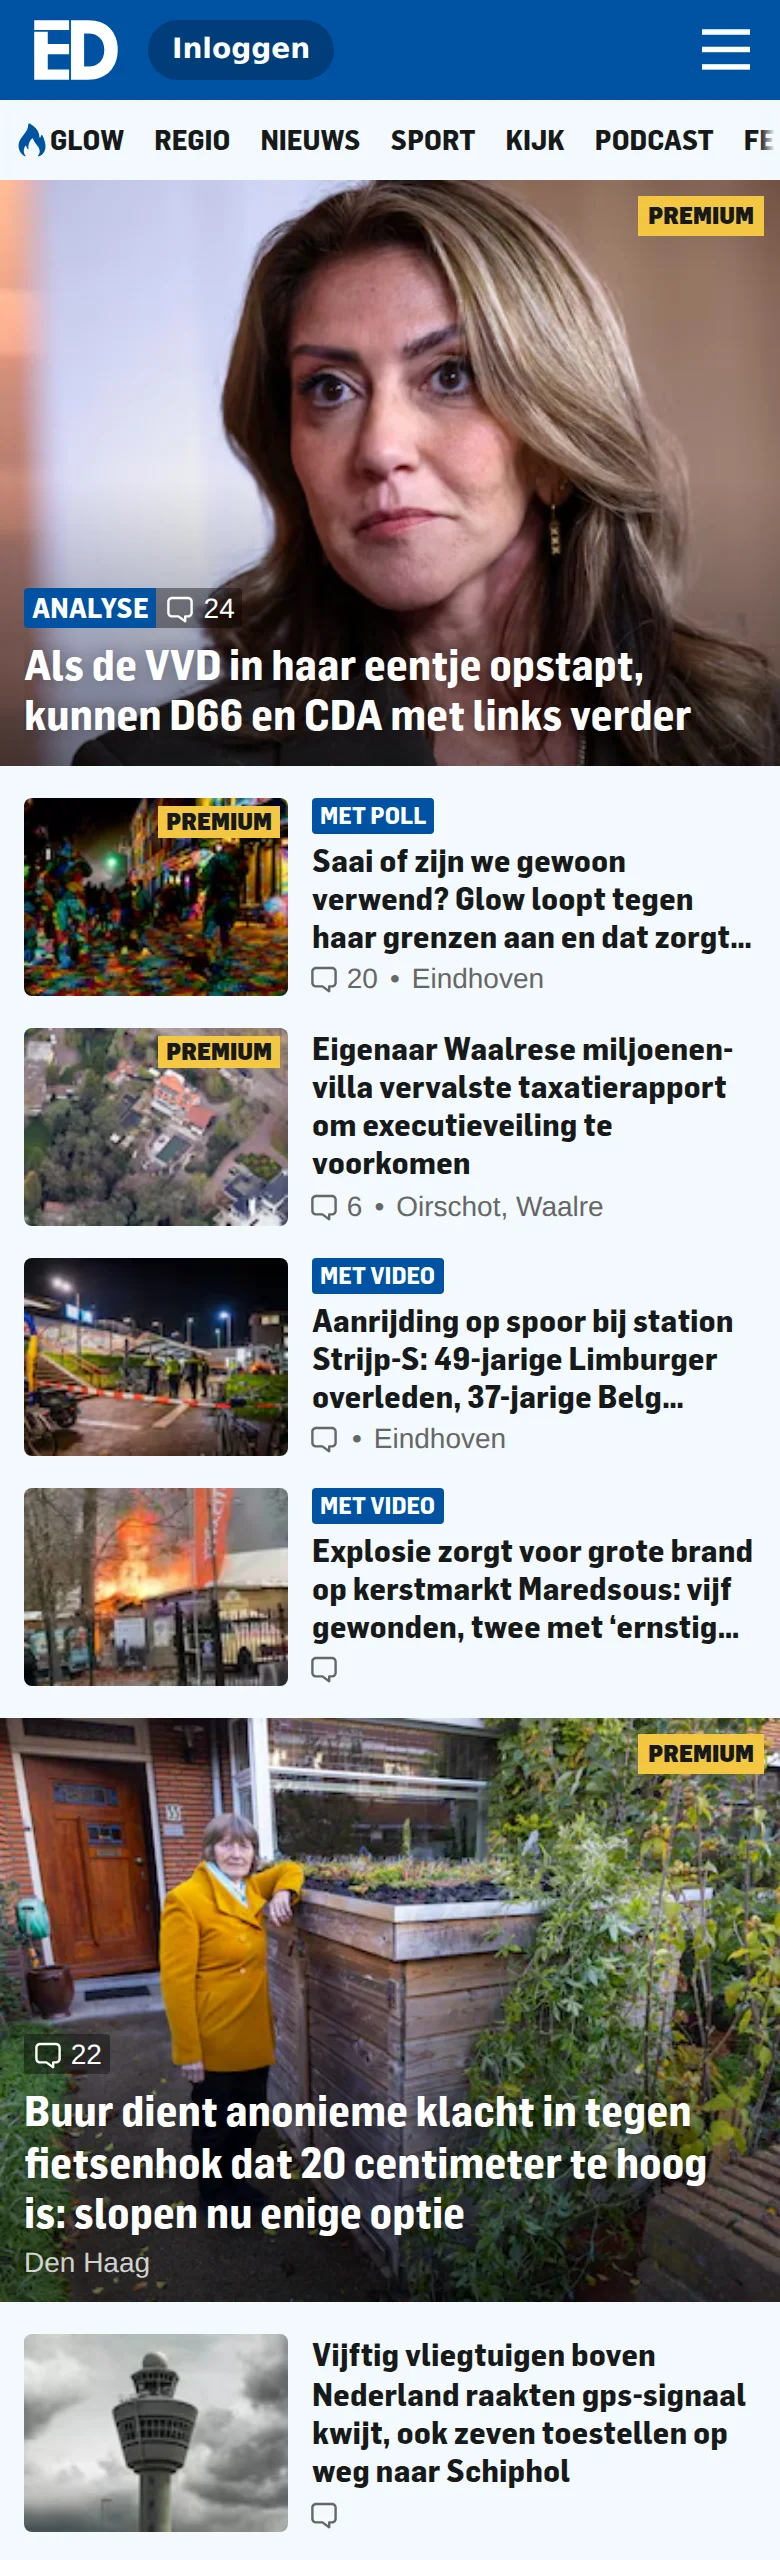 ED
Inloggen
GLOW REGIO NIEUWS SPORT KIJK PODCAST FE
PREMIUM
ANALYSE 24
Als de VVD in haar eentje opstapt,
kunnen D66 en CDA met links verder
PREMIUM
MET POLL
Saai of zijn we gewoon
verwend? Glow loopt tegen
haar grenzen aan en dat zorgt...
20 • Eindhoven
PREMIUM
Eigenaar Waalrese miljoenen-
villa vervalste taxatierapport
om executieveiling te
voorkomen
6 • Oirschot, Waalre
MET VIDEO
Aanrijding op spoor bij station
Strijp-S: 49-jarige Limburger
overleden, 37-jarige Belg...
• Eindhoven
MET VIDEO
Explosie zorgt voor grote brand
op kerstmarkt Maredsous: vijf
gewonden, twee met ‘ernstig...
PREMIUM
22
Buur dient anonieme klacht in tegen
fietsenhok dat 20 centimeter te hoog
is: slopen nu enige optie
Den Haag
Vijftig vliegtuigen boven
Nederland raakten gps-signaal
kwijt, ook zeven toestellen op
weg naar Schiphol